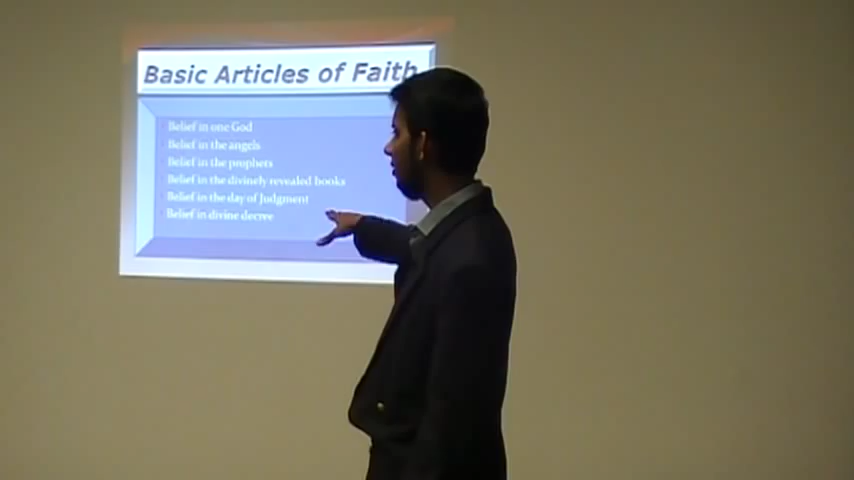 Basic Articles of Faith
Belief in one God
Belief in the angels
Belief in the prophets
Belief in the divinely revealed books
Belief in the day of Judgment
Belief in divine decree